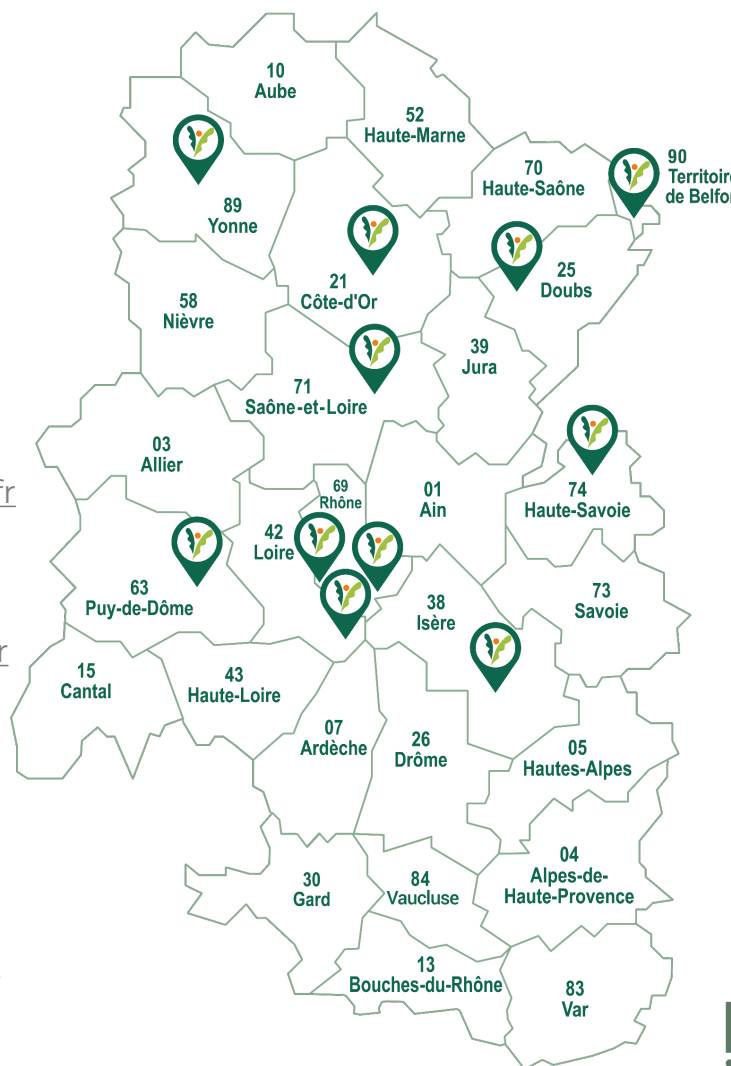 10
Aube
52
Haute-Marne
70
Haute-Saône
90
Territoire
de Belfor
89
Yonne
21
Côte-d'Or
25
Doubs
58
Nièvre
39
Jura
71
Saône-et-Loire
03
Allier
fr
69
Rhône
01
Ain
74
Haute-Savoie
42
Loire
63
Puy-de-Dôme
38
Isère
73
Savoie
r
15
Cantal
43
Haute-Loire
07
Ardèche
26
Drôme
05
Hautes-Alpes
30
Gard
84
Vaucluse
04
Alpes-de-
Haute-Provence
13
Bouches-du-Rhône
83
Var